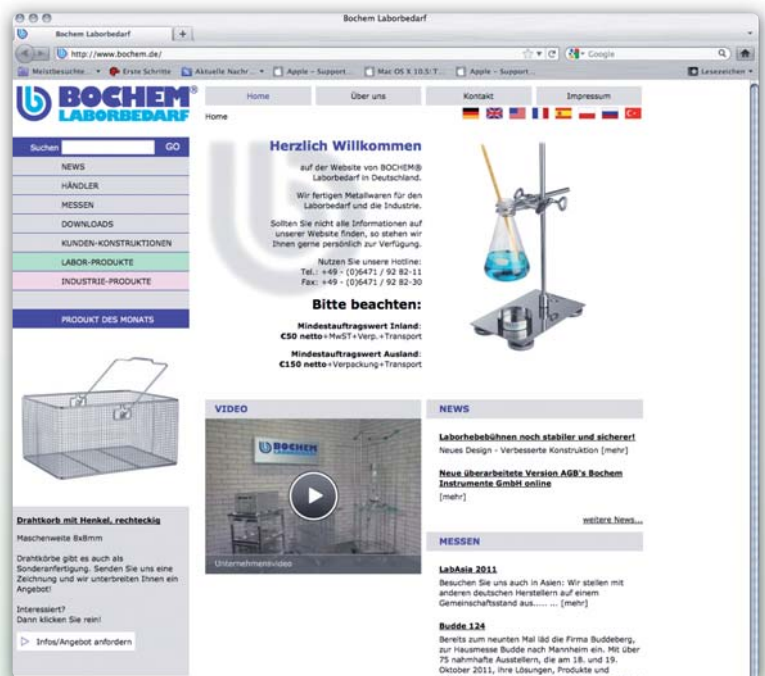 Bochem Laborbedarf
Bochem Laborbedarf
http://www.bochem.de/
Google
Meistbesuchte...
Erste Schritte
Aktuelle Nachr...
Apple – Support...
Mac OS X 10.5: T...
Apple – Support...
Lesezeichen
BOCHEM®
LABORBEDARF
Home
Über uns
Kontakt
Impressum
Home
Suchen
GO
NEWS
HÄNDLER
MESSEN
DOWNLOADS
KUNDEN-KONSTRUKTIONEN
LABOR-PRODUKTE
INDUSTRIE-PRODUKTE
PRODUKT DES MONATS
Drahtkorb mit Henkel, rechteckig
Maschenweite 8x8mm
Drahtkörbe gibt es auch als
Sonderanfertigung. Senden Sie uns eine
Zeichnung und wir unterbreiten Ihnen ein
Angebot!
Interessiert?
Dann klicken Sie rein!
Infos/Angebot anfordern
Herzlich Willkommen
auf der Website von BOCHEM®
Laborbedarf in Deutschland.
Wir fertigen Metallwaren für den
Laborbedarf und die Industrie.
Sollten Sie nicht alle Informationen auf
unserer Website finden, so stehen wir
Ihnen gerne persönlich zur Verfügung.
Nutzen Sie unsere Hotline:
Tel.: +49 - (0)6471 / 92 82-11
Fax: +49 - (0)6471 / 92 82-30
Bitte beachten:
Mindestauftragswert Inland:
€50 netto+MwST+Verp.+Transport
Mindestauftragswert Ausland:
€150 netto+Verpackung+Transport
VIDEO
BOCHEM
Unternehmensvideo
NEWS
Laborhebebühnen noch stabiler und sicherer!
Neues Design - Verbesserte Konstruktion [mehr]
Neue überarbeitete Version AGB's Bochem
Instrumente GmbH online
[mehr]
weitere News...
MESSEN
LabAsia 2011
Besuchen Sie uns auch in Asien: Wir stellen mit
anderen deutschen Herstellern auf einem
Gemeinschaftsstand aus..... ... [mehr]
Budde 124
Bereits zum neunten Mal läd die Firma Buddeberg,
zur Hausmesse Budde nach Mannheim ein. Mit über
75 nahmhafte Ausstellern, die am 18. und 19.
Oktober 2011, ihre Lösungen, Produkte und